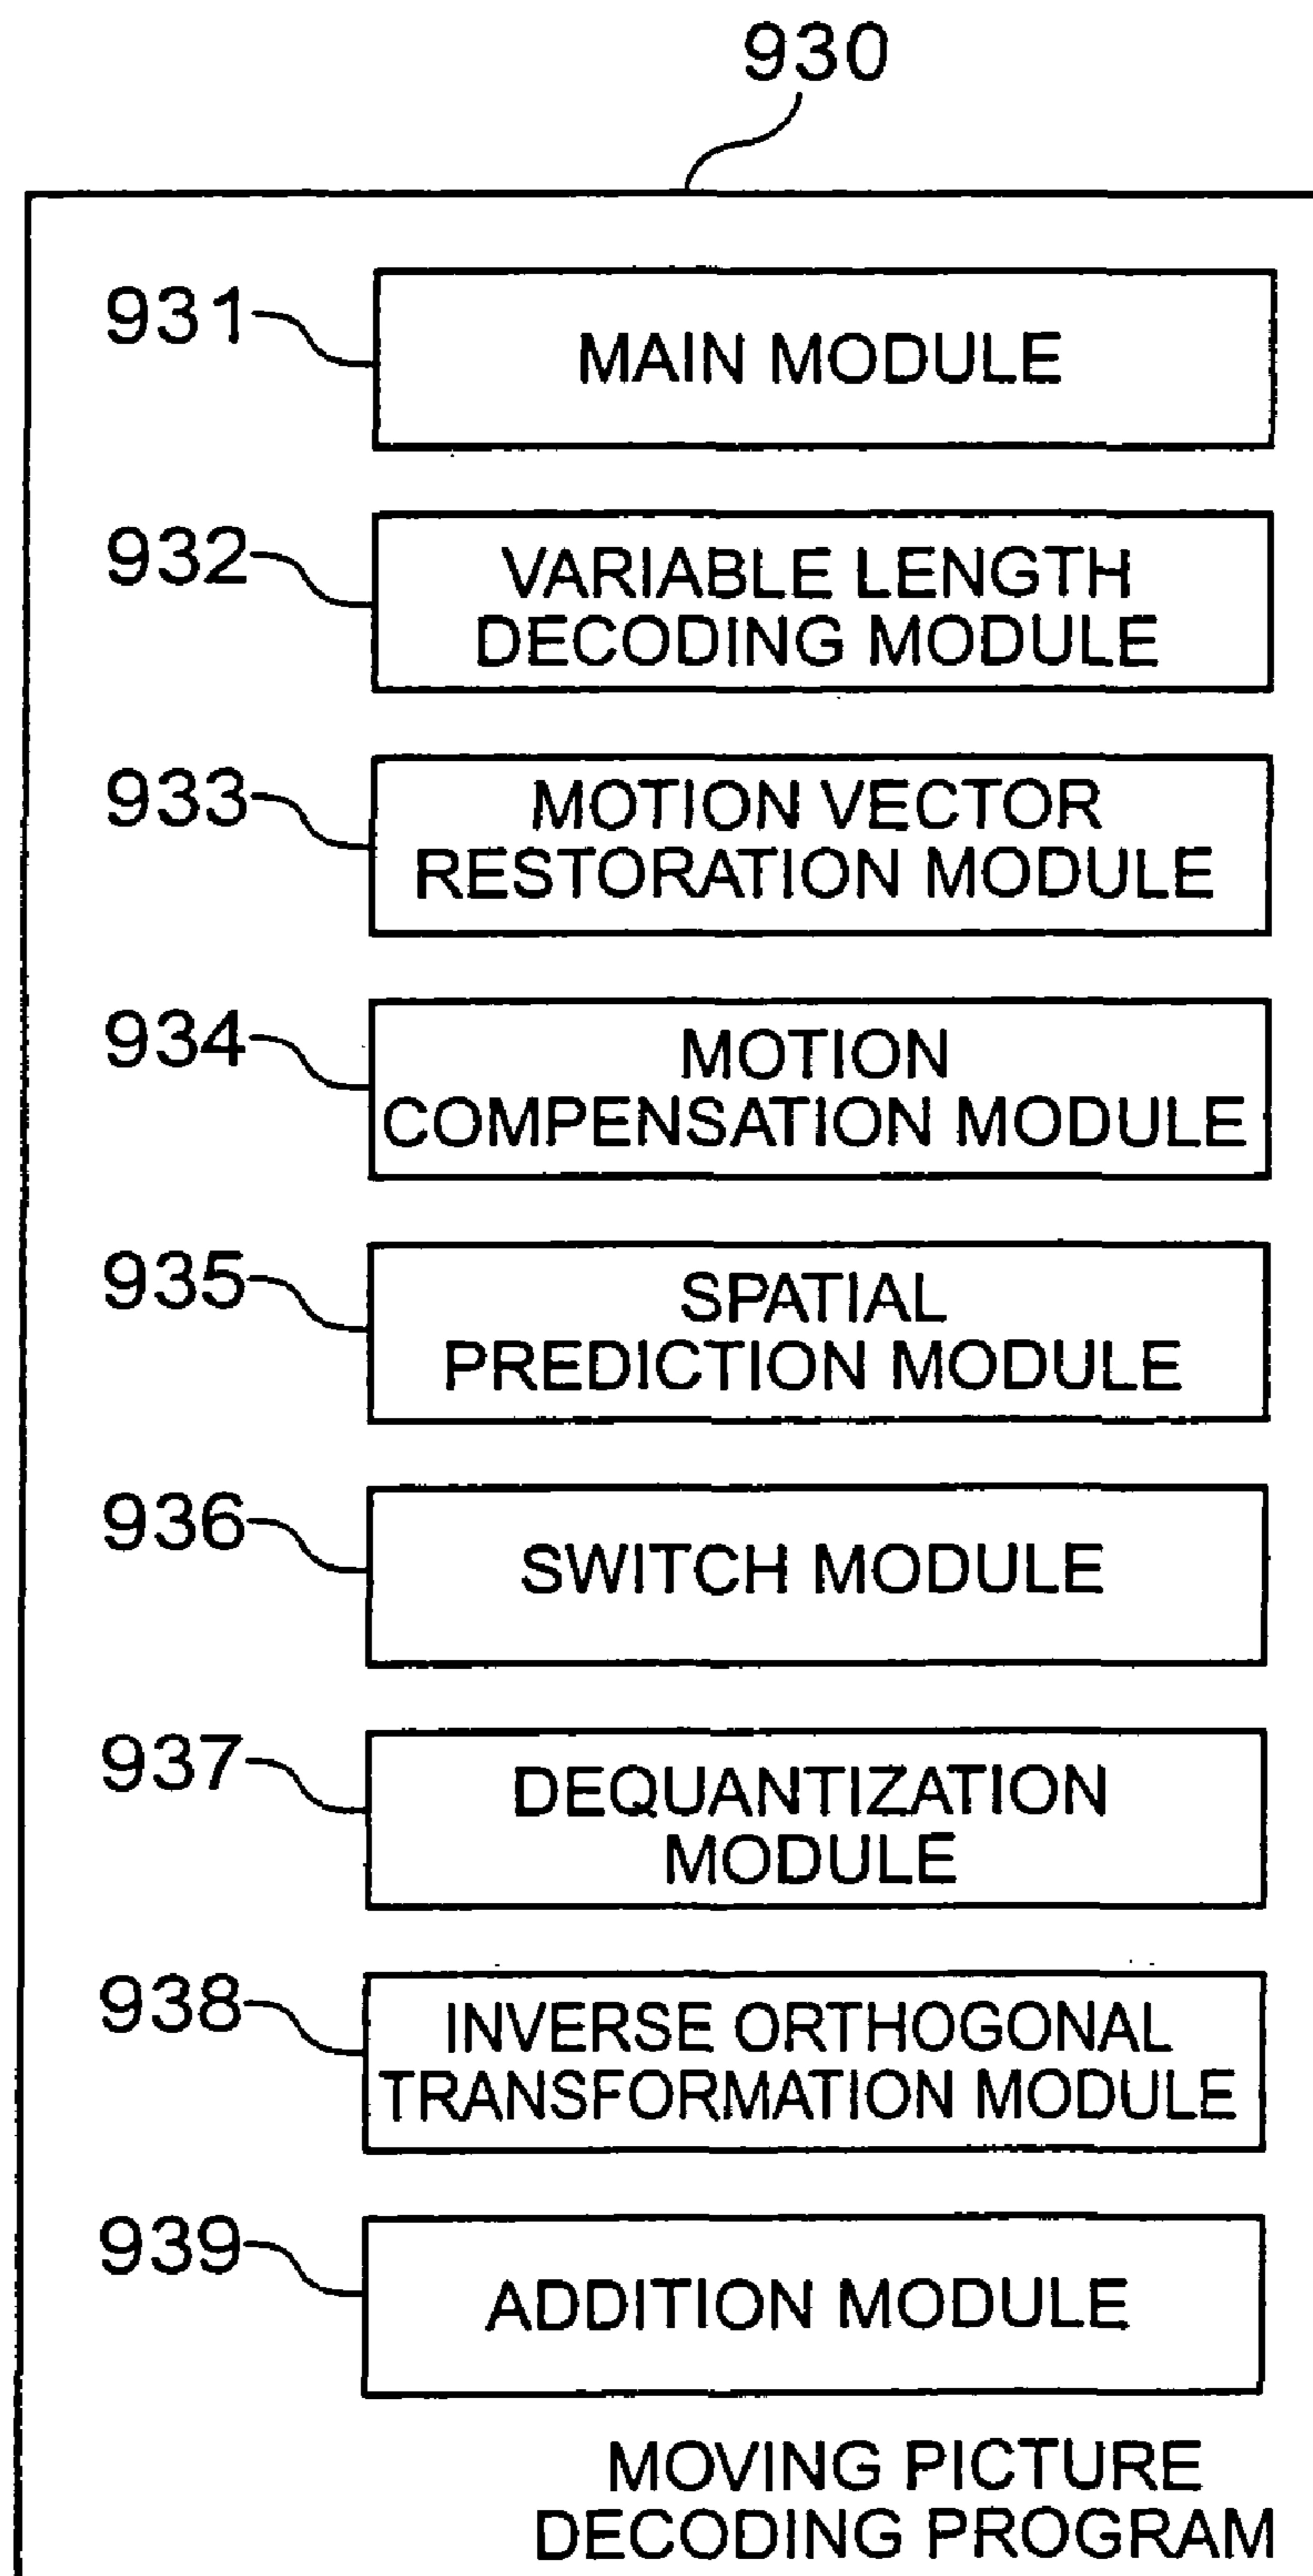 930
931
MAIN MODULE
932
VARIABLE LENGTH
DECODING MODULE
933
MOTION VECTOR
RESTORATION MODULE
934
MOTION
COMPENSATION MODULE
935
SPATIAL
PREDICTION MODULE
936
SWITCH MODULE
937
DEQUANTIZATION
MODULE
938
INVERSE ORTHOGONAL
TRANSFORMATION MODULE
939
ADDITION MODULE
MOVING PICTURE
DECODING PROGRAM